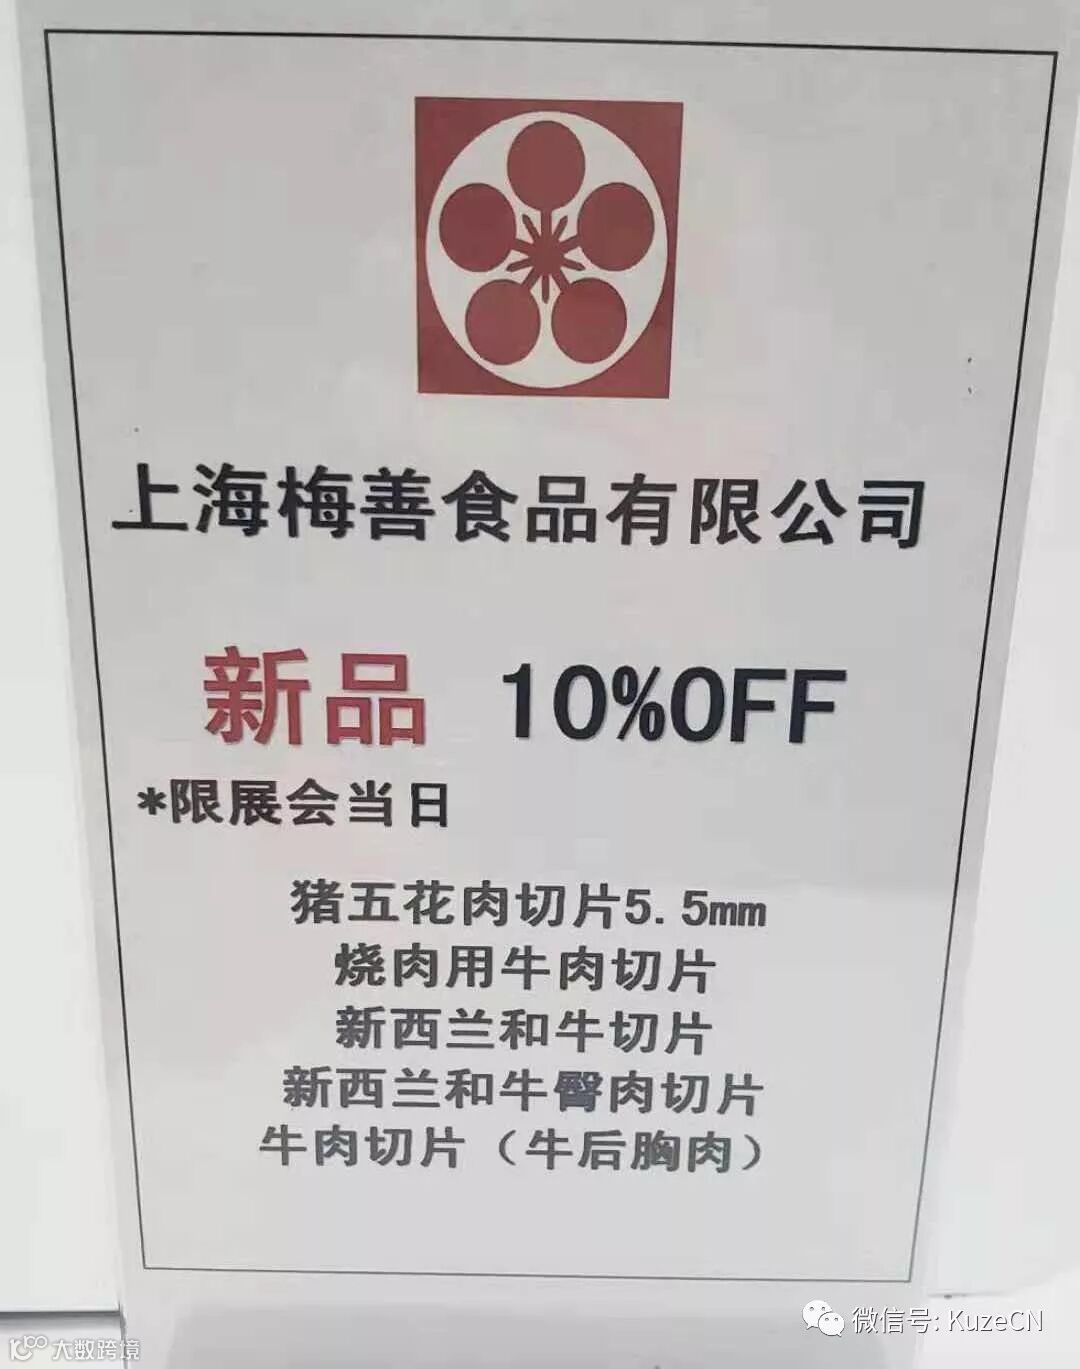 上海梅善食品有限公司
新品 10%OFF
*限展会当日
猪五花肉切片5.5mm
烧肉用牛肉切片
新西兰和牛切片
新西兰和牛臀肉切片
牛肉切片（牛后胸肉）
微信号: KuzeCN
大数跨境